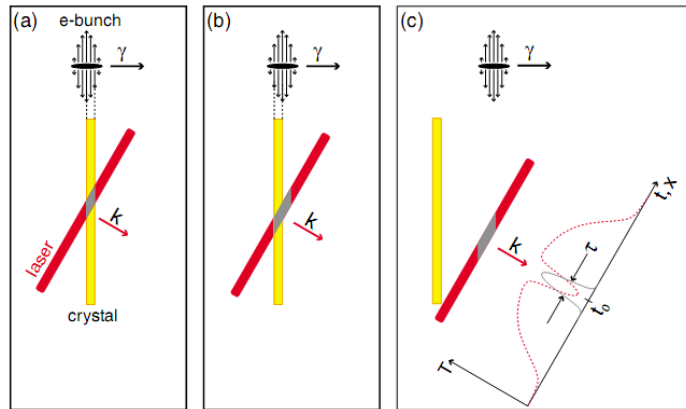 (a)
e-bunch
γ
k
laser
crystal
(b)
γ
k
(c)
γ
k
t, x
τ
t₀
T